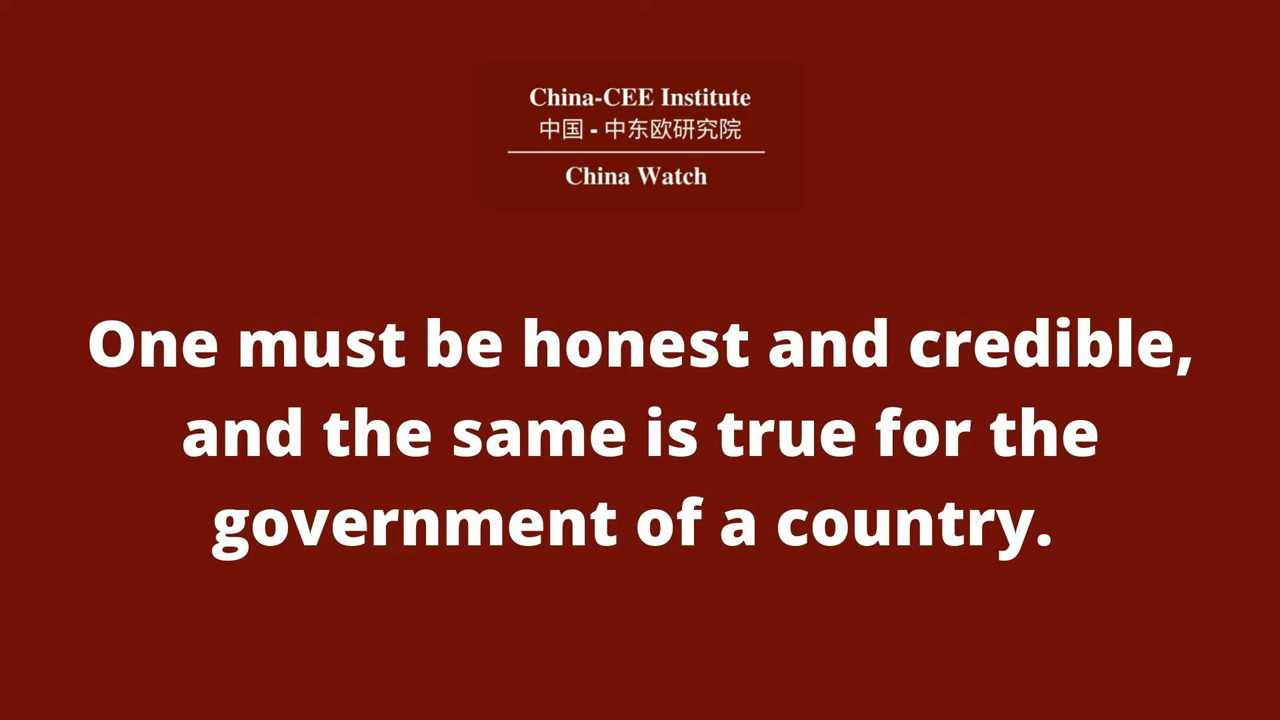 China-CEE Institute
中国 - 中东欧研究院
China Watch
One must be honest and credible,
and the same is true for the
government of a country.